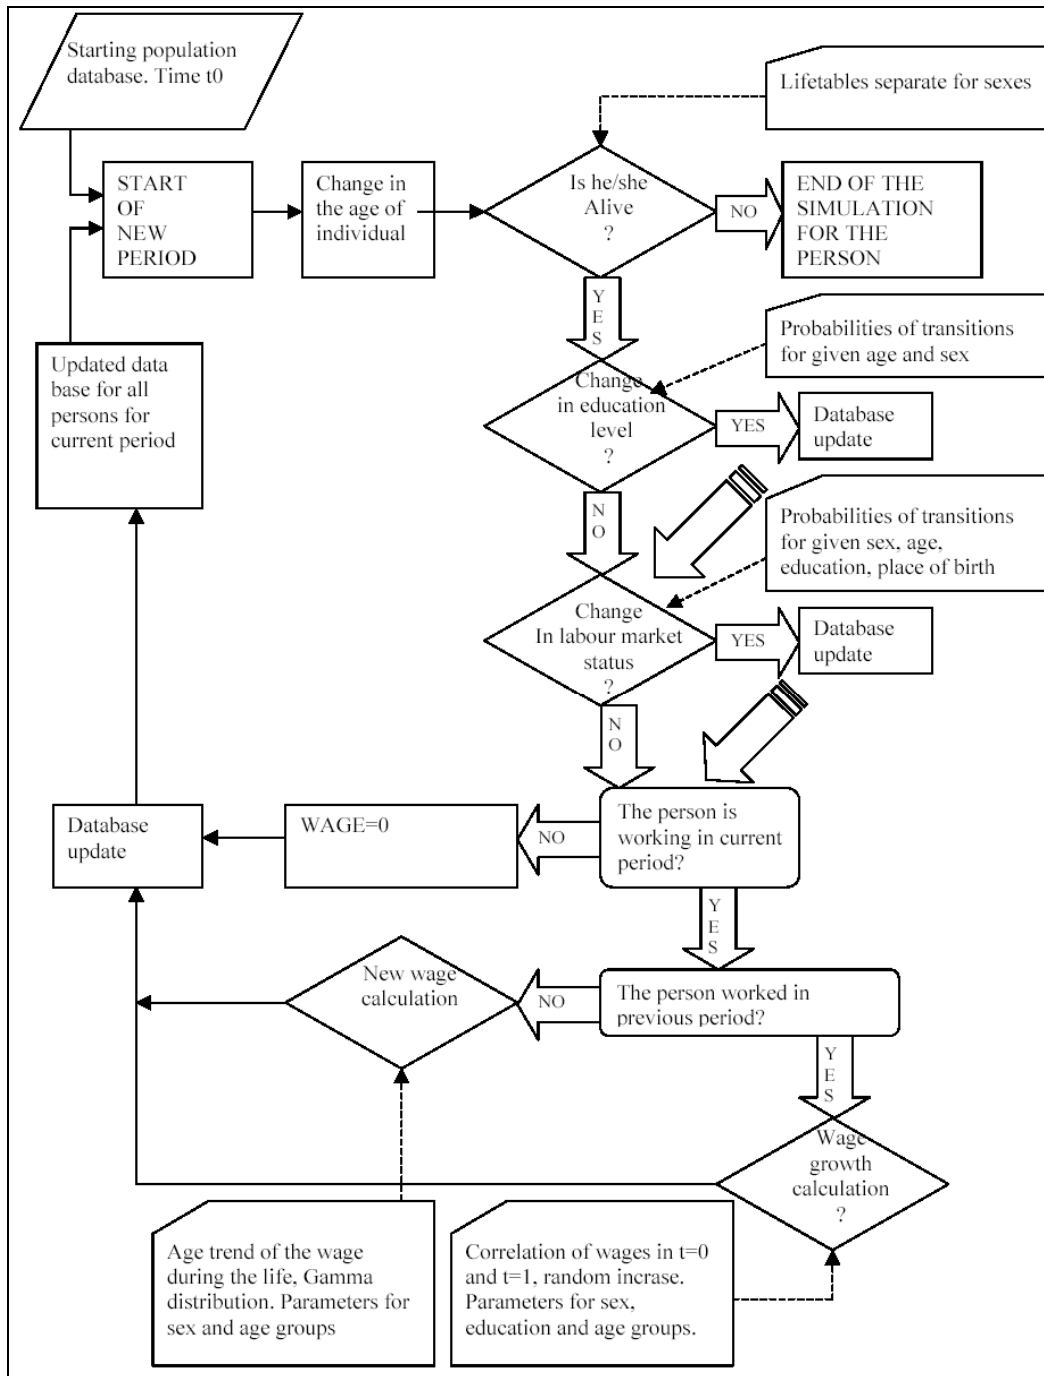 Starting population
database. Time t0
Lifetables separate for sexes
START
OF
NEW
PERIOD
Change in
the age of
individual
Is he/she
Alive
?
NO
END OF THE
SIMULATION
FOR THE
PERSON
Y
E
S
Probabilities of transitions
for given age and sex
Updated data
base for all
persons for
current period
Change
in education
level
?
YES
Database
update
N
O
Probabilities of transitions
for given sex, age,
education, place of birth
Change
In labour market
status
?
YES
Database
update
N
O
The person is
working in current
period?
NO
WAGE=0
Database
update
Y
E
S
New wage
calculation
NO
The person worked in
previous period?
Y
E
S
Wage
growth
calculation
?
Age trend of the wage
during the life, Gamma
distribution. Parameters for
sex and age groups
Correlation of wages in t=0
and t=1, random incrase.
Parameters for sex,
education and age groups.